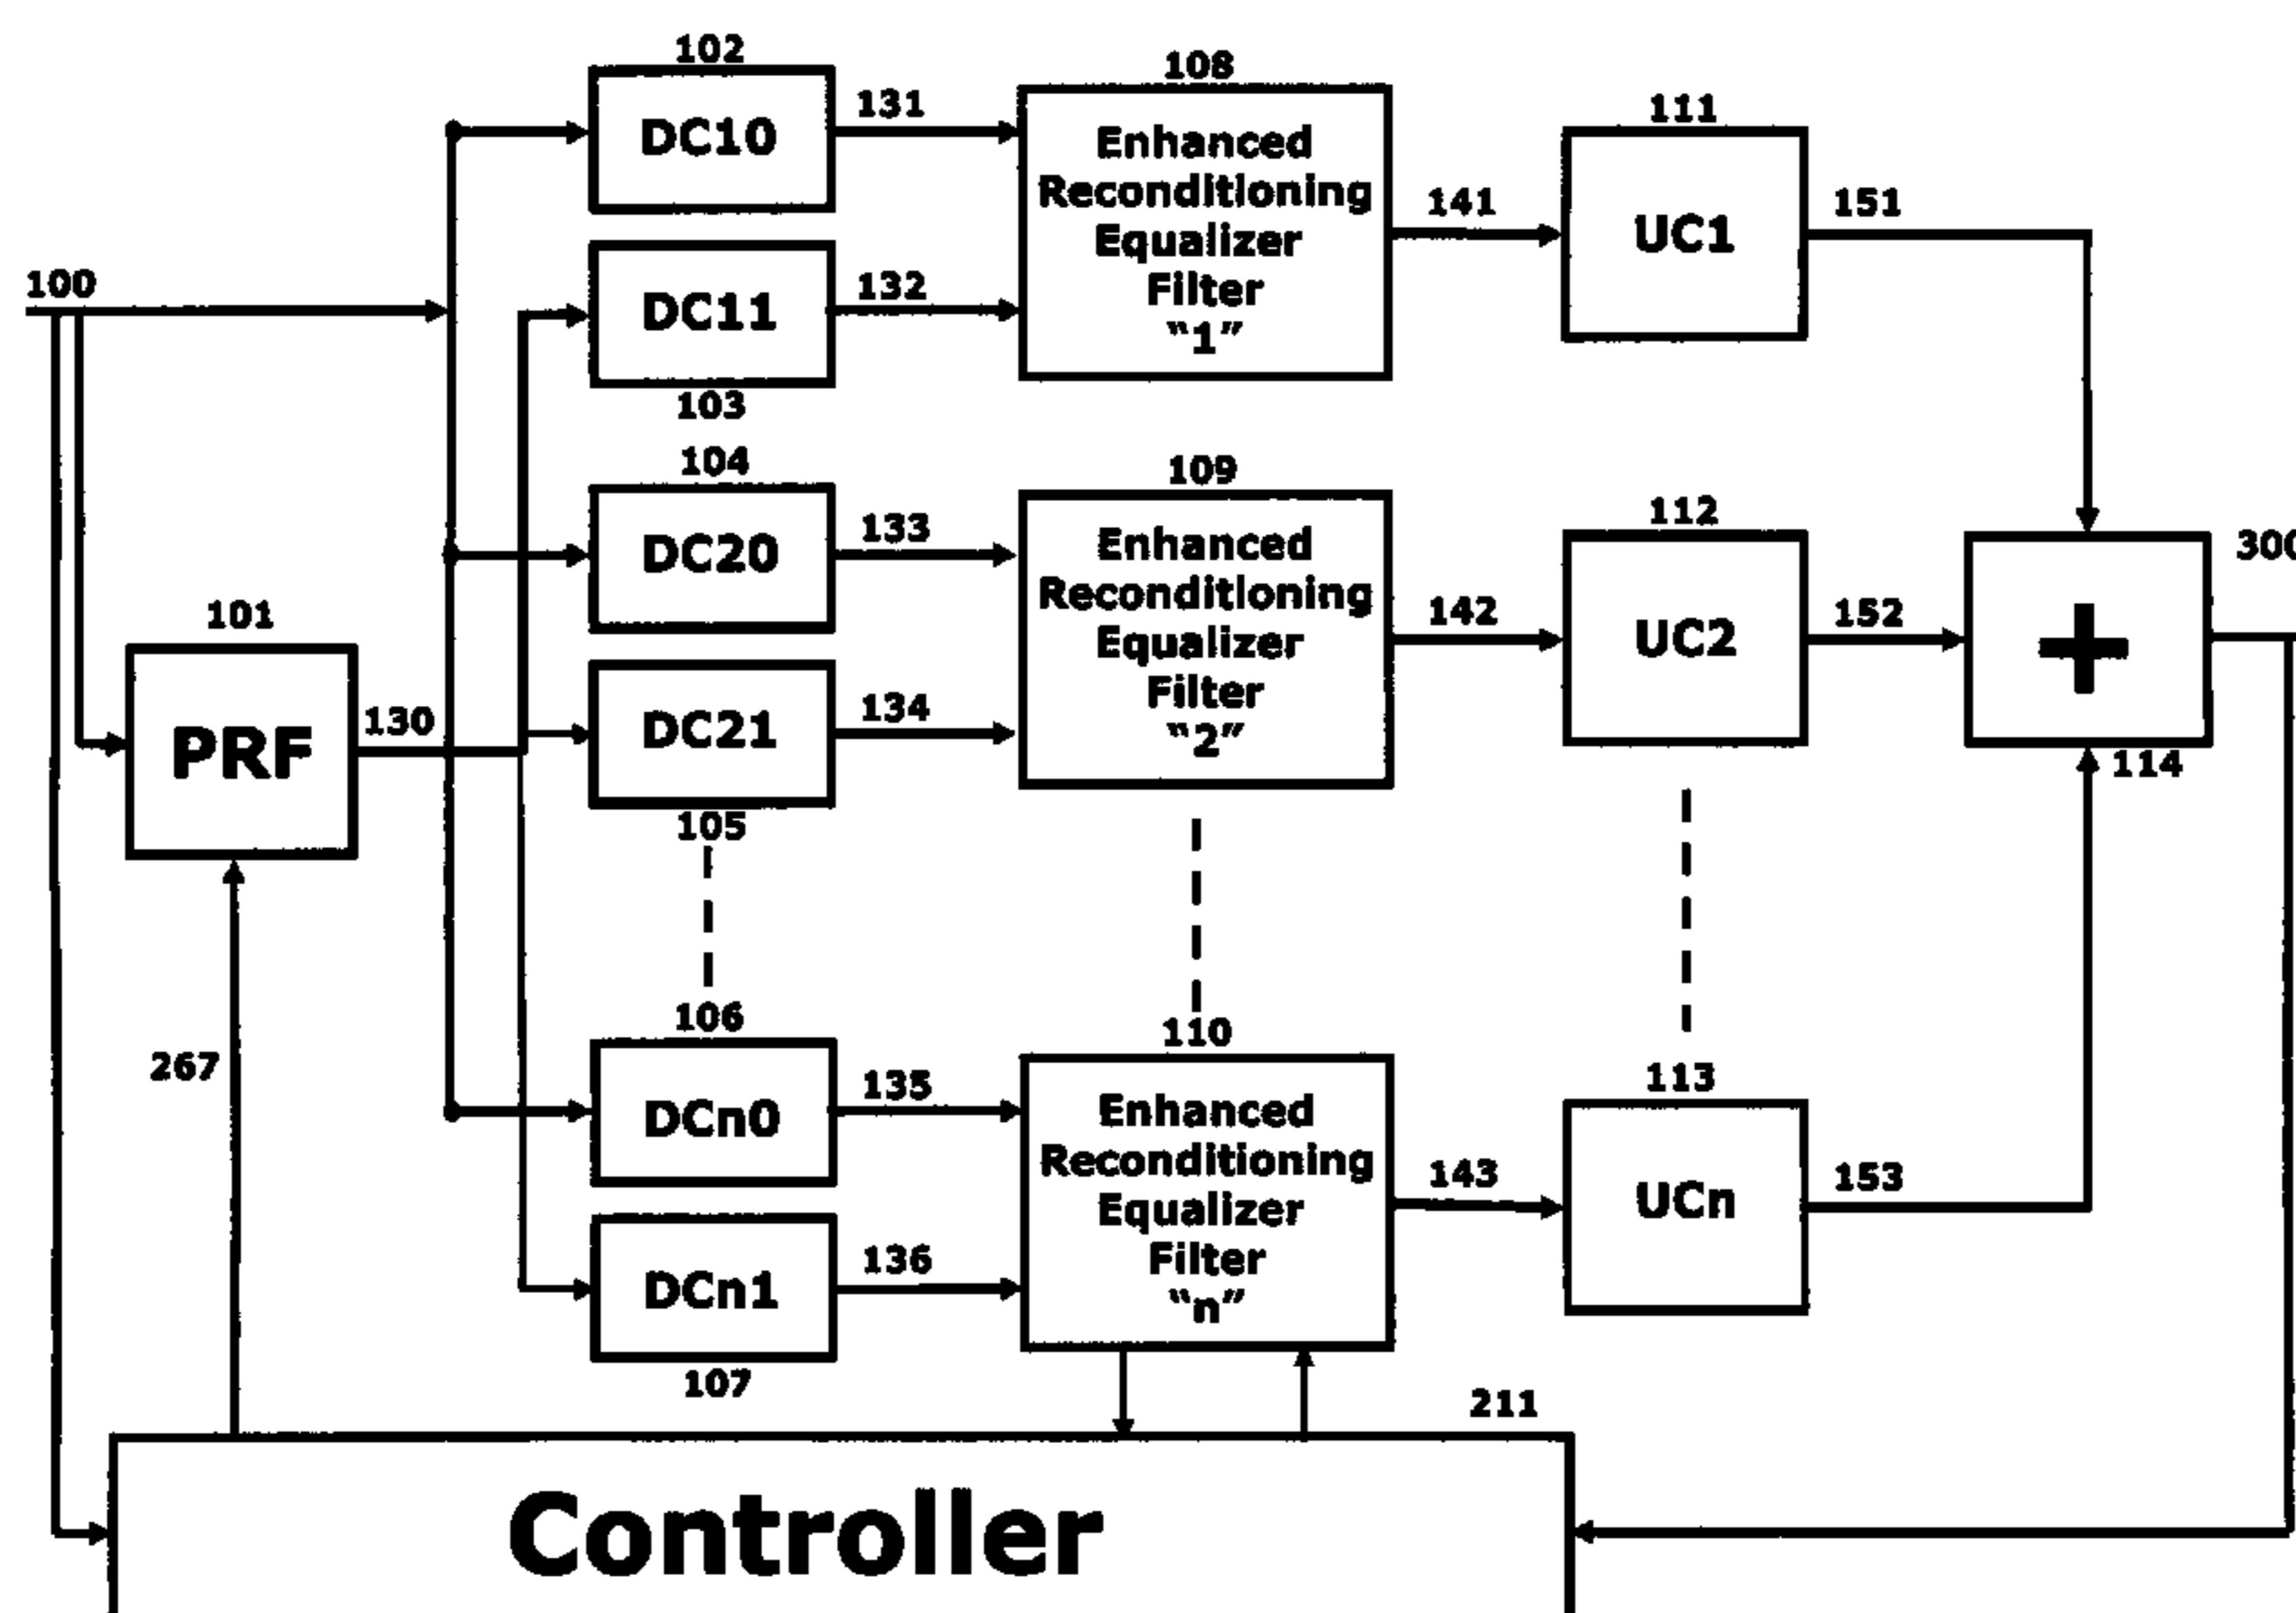 102
DC10
131
108
Enhanced
Reconditioning
Equalizer
Filter
“1”
111
141
UC1
151
100
DC11
132
103
104
DC20
133
109
Enhanced
Reconditioning
Equalizer
Filter
“2”
112
142
UC2
152
+
300
114
101
PRF
130
DC21
134
105
106
DCn0
135
110
Enhanced
Reconditioning
Equalizer
Filter
“n”
113
143
UCn
153
267
DCn1
136
107
211
Controller